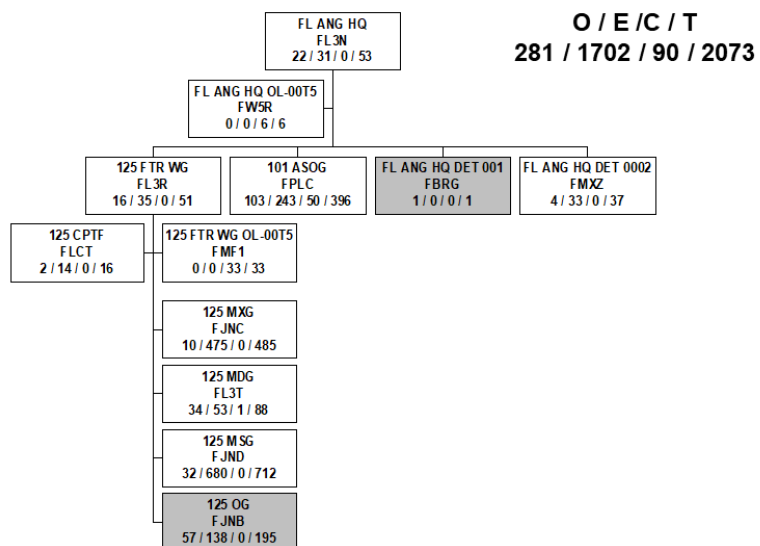 FL ANG HQ
FL3N
22 / 31 / 0 / 53
O / E /C / T
281 / 1702 / 90 / 2073
FL ANG HQ OL-00T5
FW5R
0 / 0 / 6 / 6
125 FTR WG
FL3R
16 / 35 / 0 / 51
101 ASOG
FPLC
103 / 243 / 50 / 396
FL ANG HQ DET 001
FBRG
1 / 0 / 0 / 1
FL ANG HQ DET 0002
FMXZ
4 / 33 / 0 / 37
125 CPTF
FLCT
2 / 14 / 0 / 16
125 FTR WG OL-00T5
FMF1
0 / 0 / 33 / 33
125 MXG
FJNC
10 / 475 / 0 / 485
125 MDG
FL3T
34 / 53 / 1 / 88
125 MSG
FJND
32 / 680 / 0 / 712
125 OG
FJNB
57 / 138 / 0 / 195